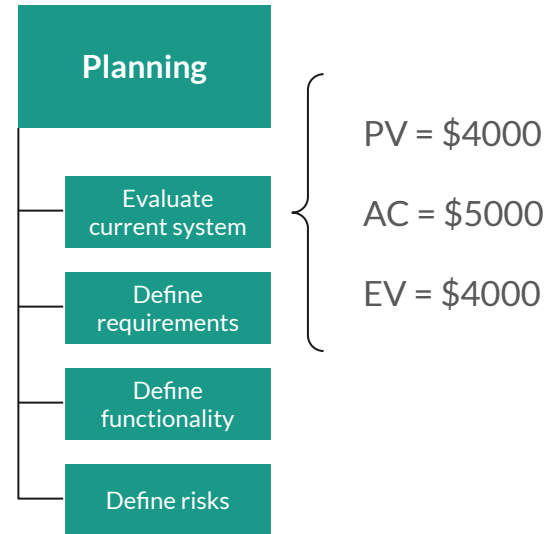 Planning
Evaluate
current system
Define
requirements
Define
functionality
Define risks
PV = $4000
AC = $5000
EV = $4000